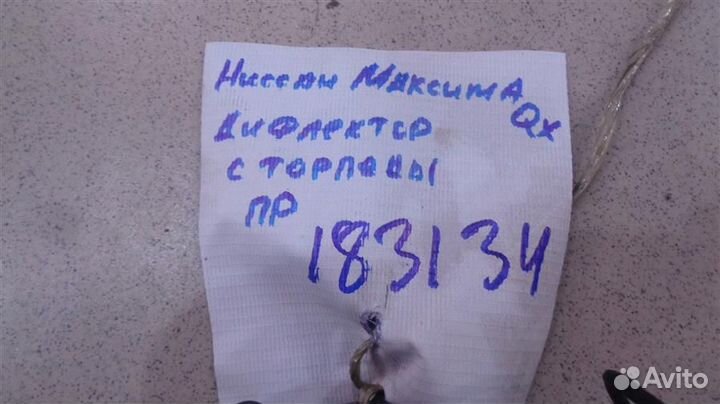 Ниссан Максима
QX
Дифлектор
с торпеды
ПР
183134
Avito